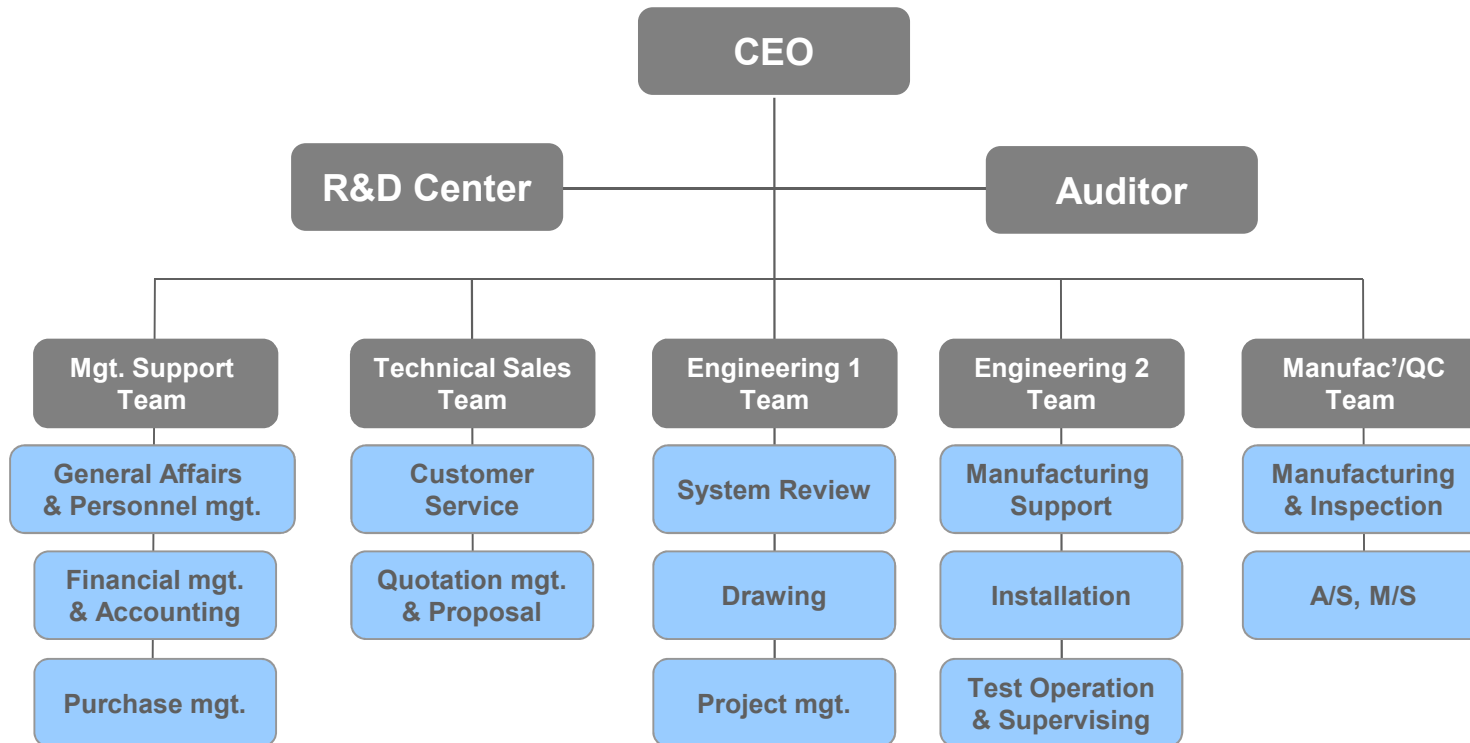 CEO
R&D Center
Auditor
Mgt. Support
Team
Technical Sales
Team
Engineering 1
Team
Engineering 2
Team
Manufac’/QC
Team
General Affairs
& Personnel mgt.
Customer
Service
System Review
Manufacturing
Support
Manufacturing
& Inspection
Financial mgt.
& Accounting
Quotation mgt.
& Proposal
Drawing
Installation
A/S, M/S
Purchase mgt.
Project mgt.
Test Operation
& Supervising